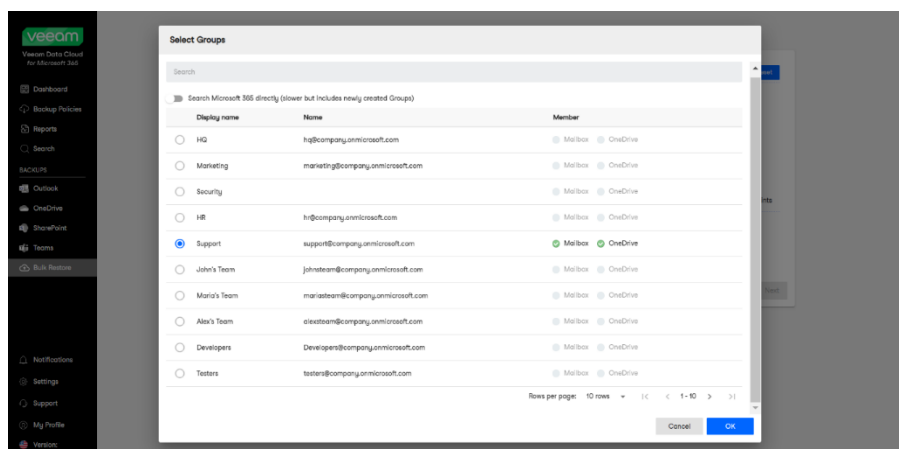 veeam
Veeam Data Cloud
for Microsoft 365
Dashboard
Backup Policies
Reports
Search
BACKUPS
Outlook
OneDrive
SharePoint
Teams
Bulk Restore
Notifications
Settings
Support
My Profile
Version:
Select Groups
Search
Search Microsoft 365 directly (slower but includes newly created Groups)
Display name Name Member
HQ hq@company.onmicrosoft.com Mailbox OneDrive
Marketing marketing@company.onmicrosoft.com Mailbox OneDrive
Security Mailbox OneDrive
HR hr@company.onmicrosoft.com Mailbox OneDrive
Support support@company.onmicrosoft.com Mailbox OneDrive
John's Team johnsteam@company.onmicrosoft.com Mailbox OneDrive
Maria's Team mariasteam@company.onmicrosoft.com Mailbox OneDrive
Alex's Team alexsteam@company.onmicrosoft.com Mailbox OneDrive
Developers Developers@company.onmicrosoft.com Mailbox OneDrive
Testers testers@company.onmicrosoft.com Mailbox OneDrive
Rows per page: 10 rows 1-10
Cancel OK